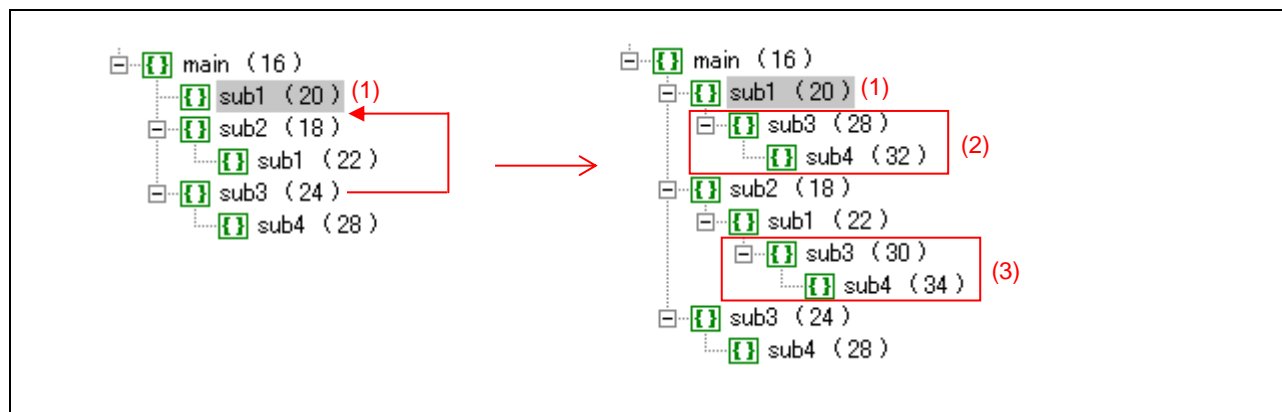 main (16)
sub1 (20) (1)
sub2 (18)
sub1 (22)
sub3 (24)
sub4 (28)
main (16)
sub1 (20) (1)
sub3 (28)
sub4 (32)
(2)
sub2 (18)
sub1 (22)
sub3 (30)
sub4 (34)
(3)
sub3 (24)
sub4 (28)